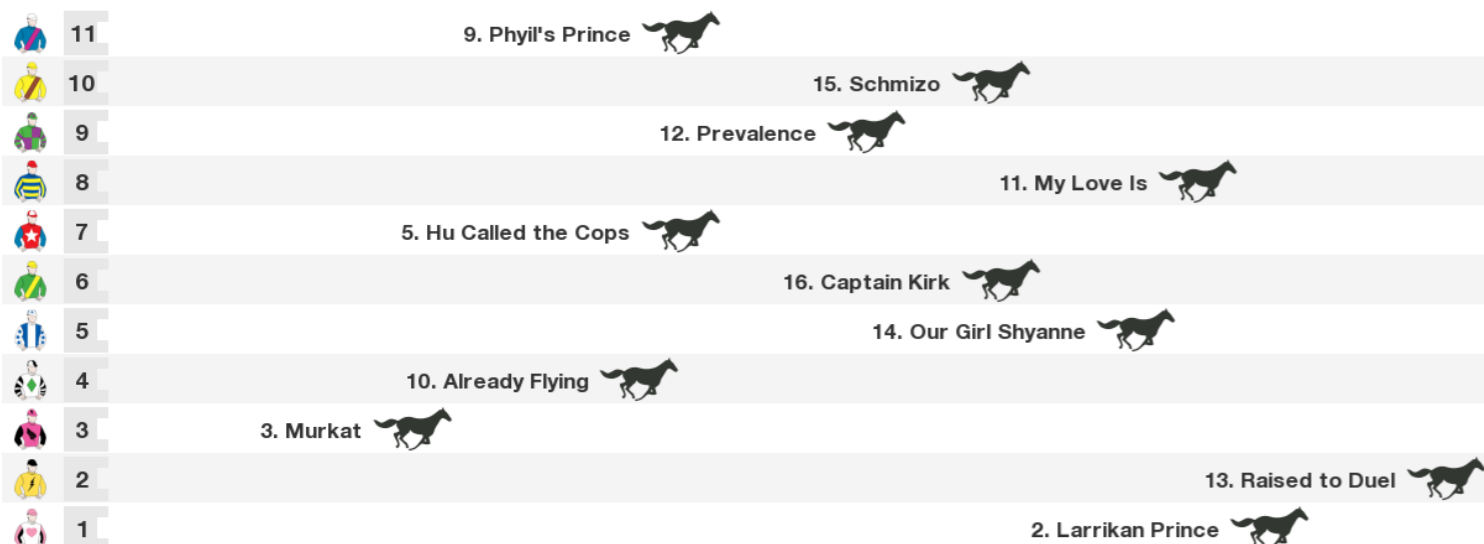 11 9. Phyil's Prince
10 15. Schmizo
9 12. Prevalence
8 11. My Love Is
7 5. Hu Called the Cops
6 16. Captain Kirk
5 14. Our Girl Shyanne
4 10. Already Flying
3 3. Murkat
2 13. Raised to Duel
1 2. Larrikan Prince